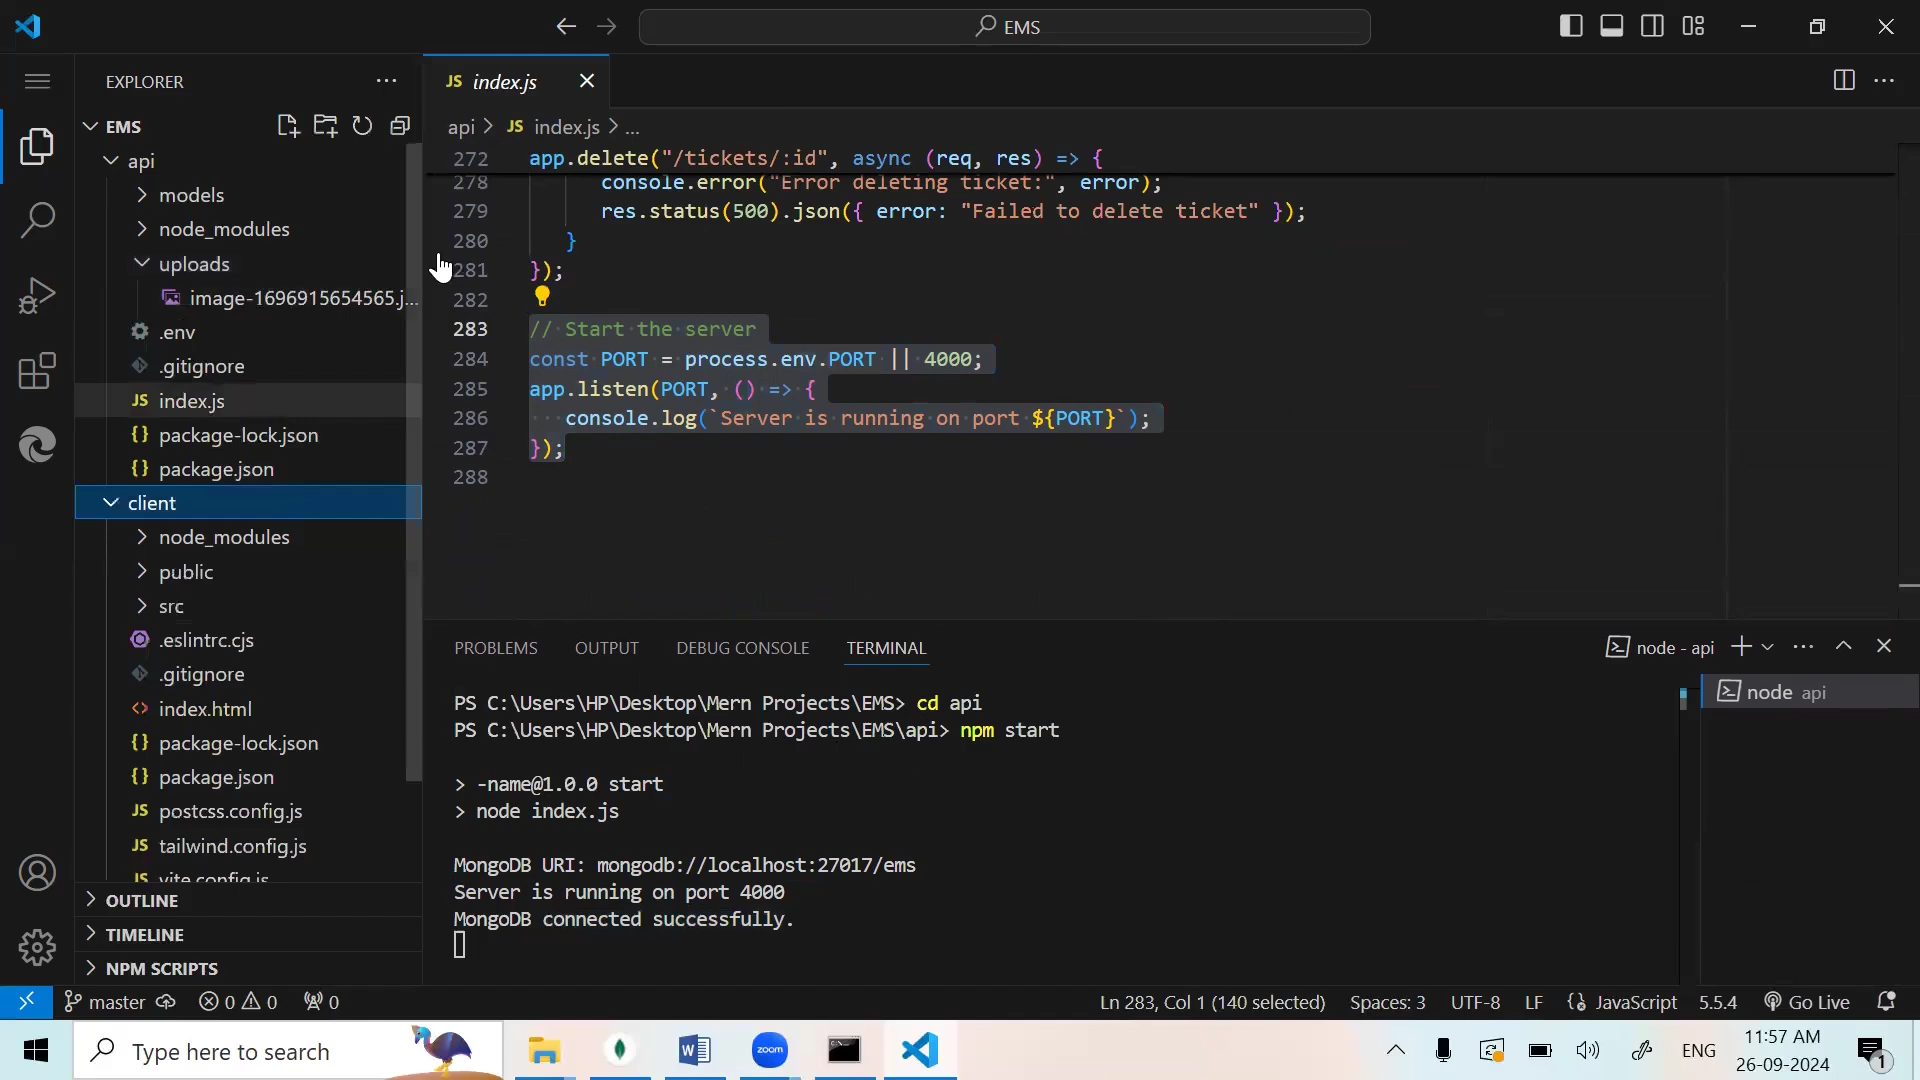 EMS
EXPLORER
JS index.js
EMS
api > JS index.js > ...
api
models
node_modules
uploads
image-1696915654565.j...
.env
.gitignore
JS index.js
{} package-lock.json
{} package.json
client
node_modules
public
src
.eslintrc.cjs
.gitignore
<> index.html
{} package-lock.json
{} package.json
JS postcss.config.js
JS tailwind.config.js
JS vite.config.js
OUTLINE
TIMELINE
NPM SCRIPTS
272 app.delete("/tickets/:id", async (req, res) => {
278 console.error("Error deleting ticket:", error);
279 res.status(500).json({ error: "Failed to delete ticket" });
280 }
281 });
282
283 // Start the server
284 const PORT = process.env.PORT || 4000;
285 app.listen(PORT, () => {
286 console.log(`Server is running on port ${PORT}`);
287 });
288
PROBLEMS OUTPUT DEBUG CONSOLE TERMINAL
node - api
node api
PS C:\Users\HP\Desktop\Mern Projects\EMS> cd api
PS C:\Users\HP\Desktop\Mern Projects\EMS\api> npm start
> -name@1.0.0 start
> node index.js
MongoDB URI: mongodb://localhost:27017/ems
Server is running on port 4000
MongoDB connected successfully.
master 0 0 0 Ln 283, Col 1 (140 selected) Spaces: 3 UTF-8 LF JavaScript 5.5.4 Go Live
Type here to search
W
zoom
ENG
11:57 AM
26-09-2024
1